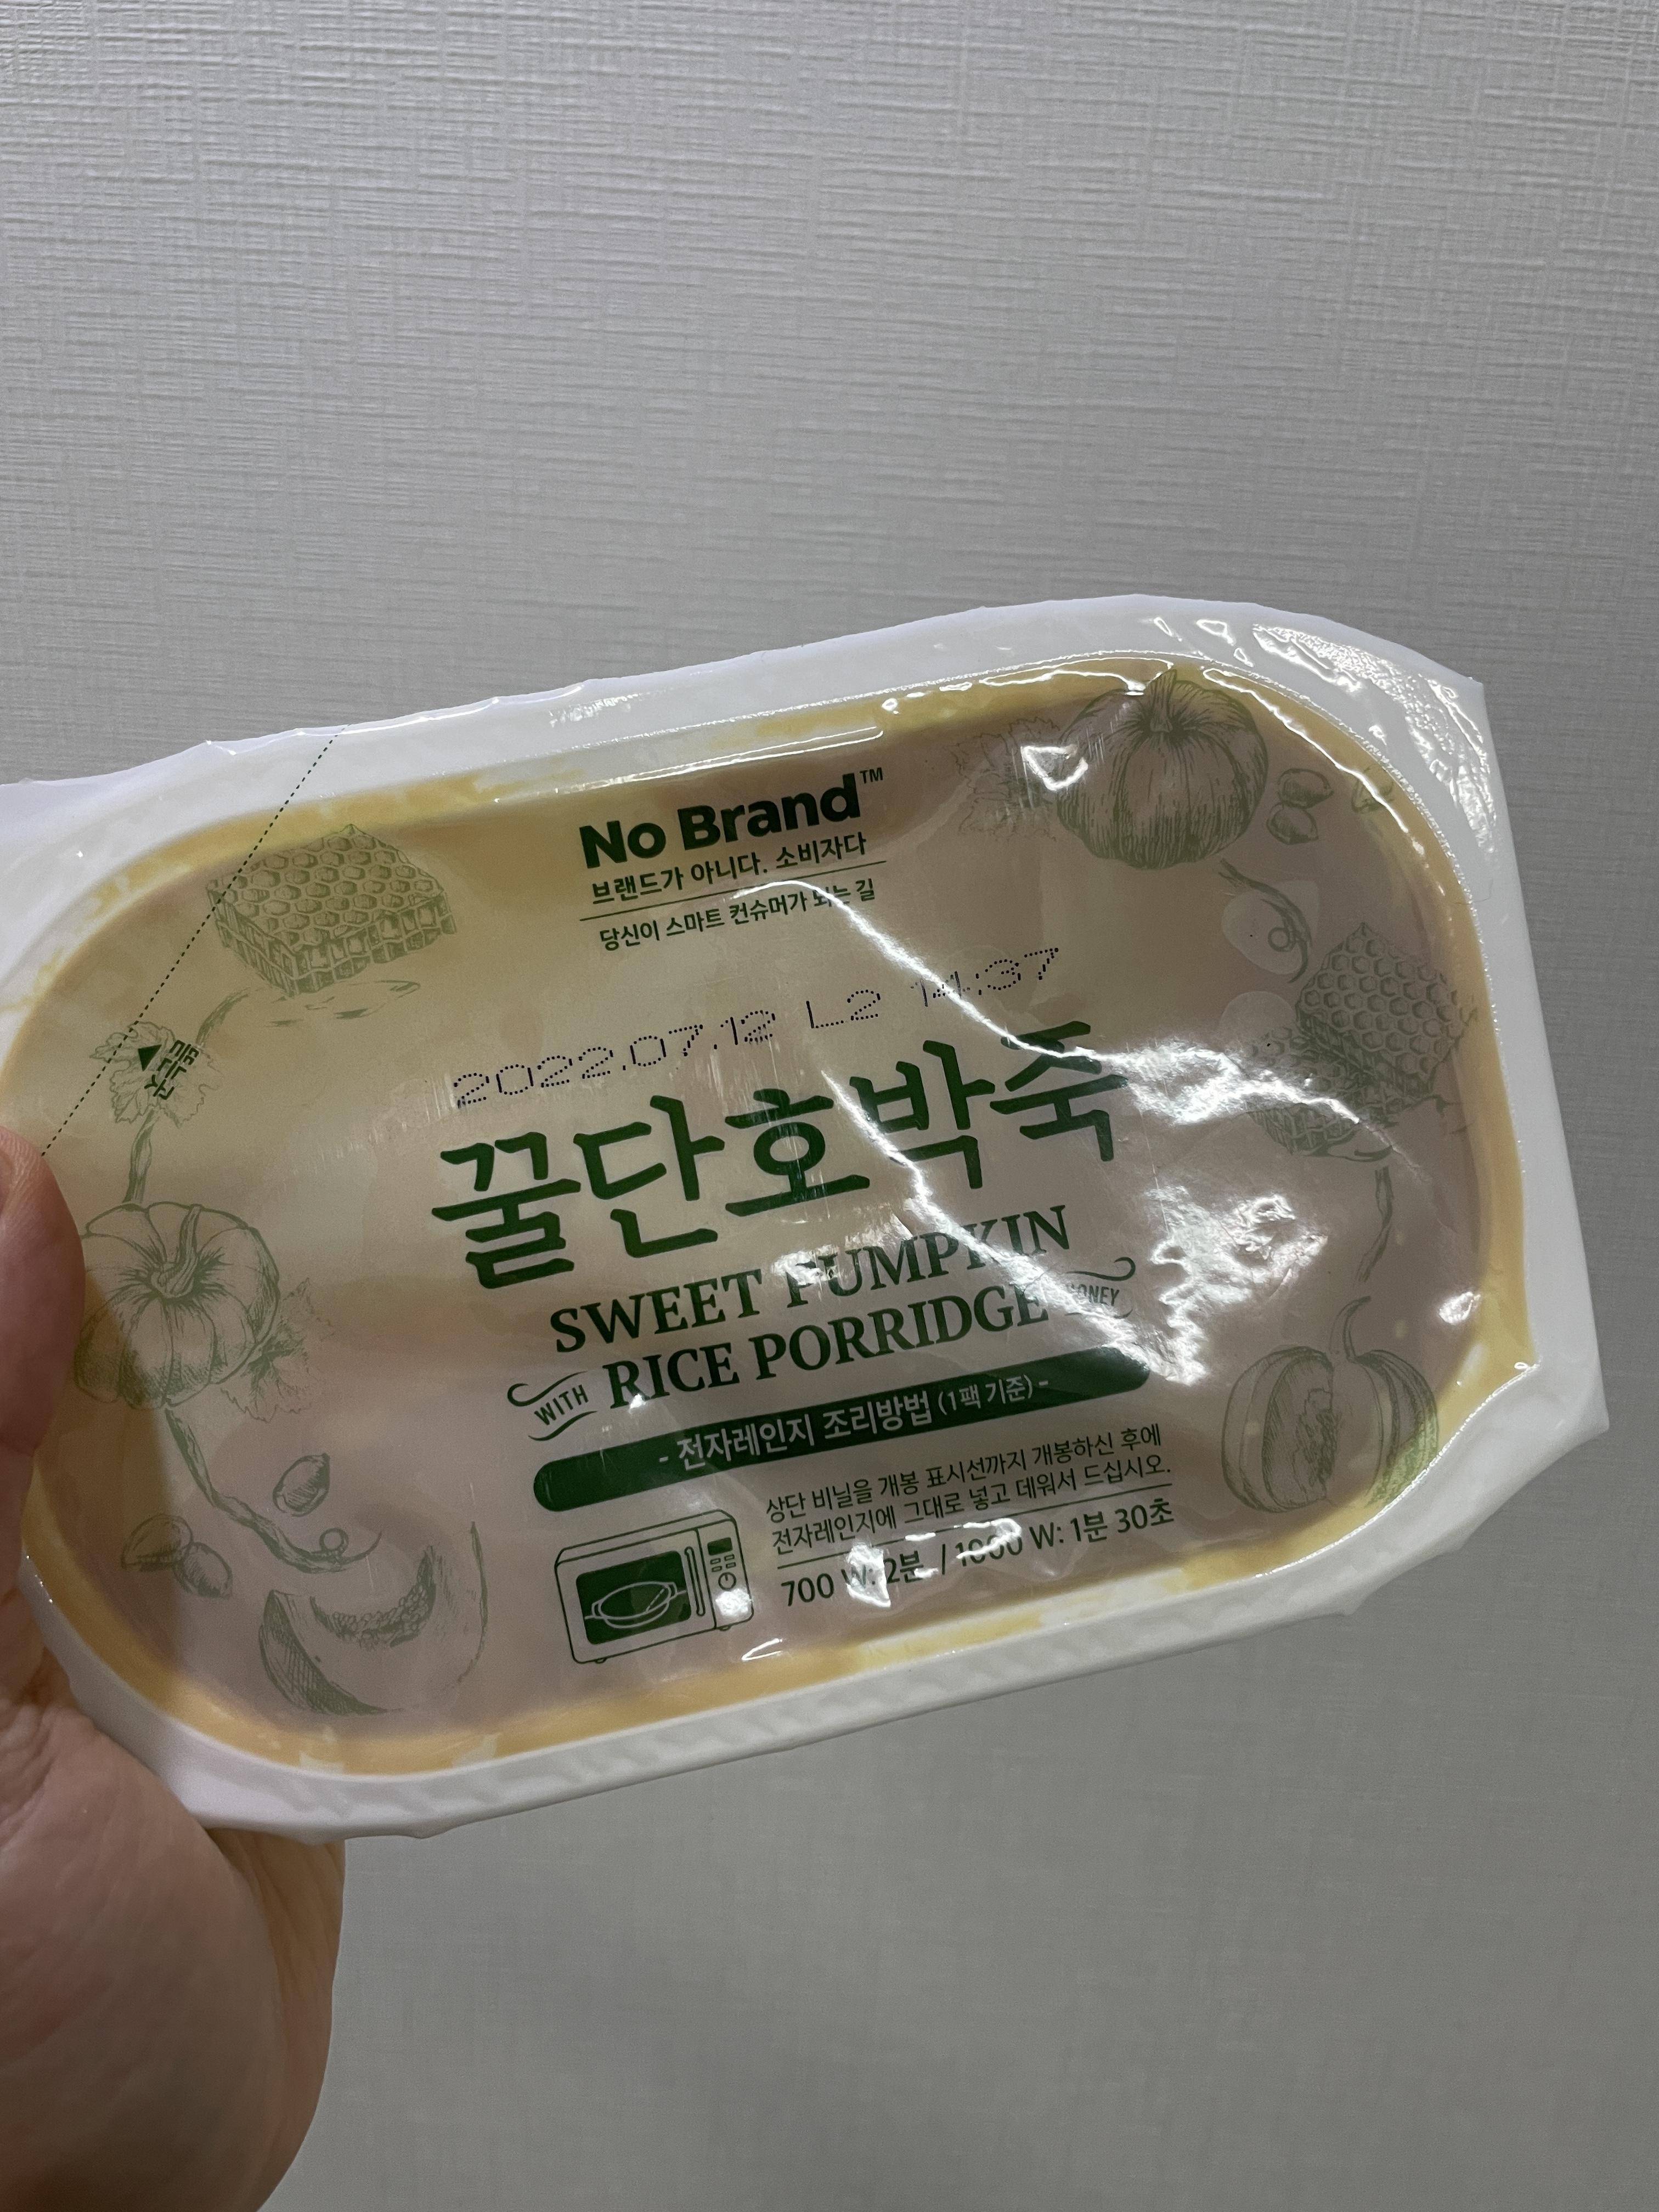 No Brand™
브랜드가 아니다. 소비자다
당신이 스마트 컨슈머가 되는 길
2022.07.12 L2 14:37
꿀단호박죽
SWEET PUMPKIN
RICE PORRIDGE
WITH HONEY
- 전자레인지 조리방법 (1팩 기준) -
상단 비닐을 개봉 표시선까지 개봉하신 후에
전자레인지에 그대로 넣고 데워서 드십시오.
700 W: 2분 / 1000 W: 1분 30초
뜯는곳